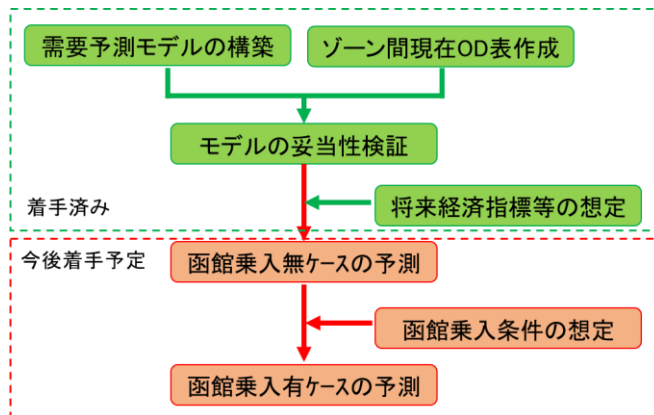 需要予測モデルの構築
ゾーン間現在OD表作成
モデルの妥当性検証
着手済み
将来経済指標等の想定
今後着手予定
函館乗入無ケースの予測
函館乗入条件の想定
函館乗入有ケースの予測